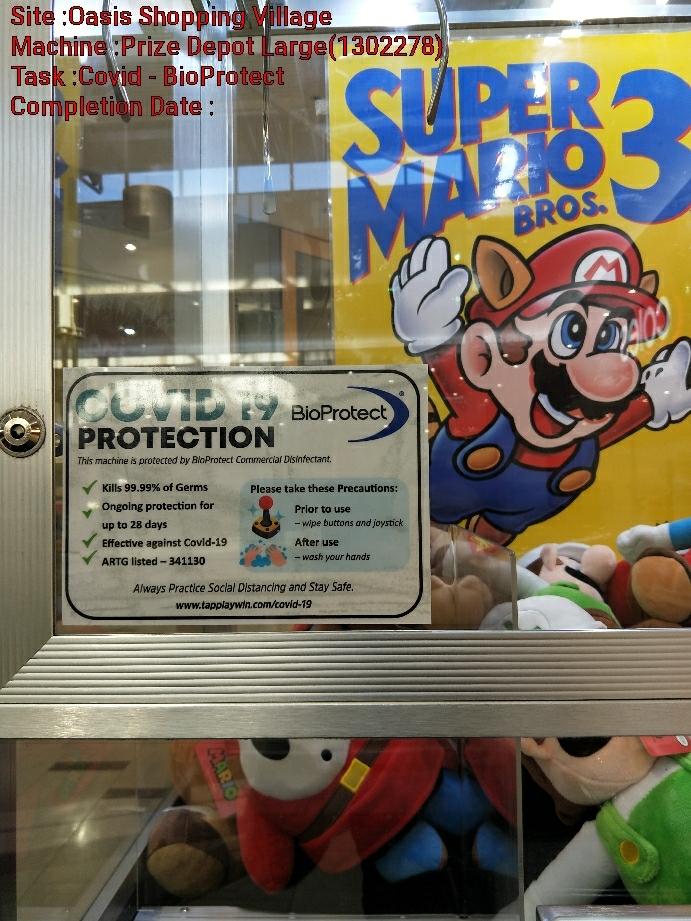 Site :Oasis Shopping Village
Machine :Prize Depot Large(1302278)
Task :Covid - BioProtect
Completion Date :
SUPER
MARIO
BROS. 3
M
COVID 19
PROTECTION
BioProtect
This machine is protected by BioProtect Commercial Disinfectant.
Kills 99.99% of Germs
Ongoing protection for
up to 28 days
Effective against Covid-19
ARTG listed – 341130
Please take these Precautions:
Prior to use
– wipe buttons and joystick
After use
– wash your hands
Always Practice Social Distancing and Stay Safe.
www.tapplaywin.com/covid-19
MARIO